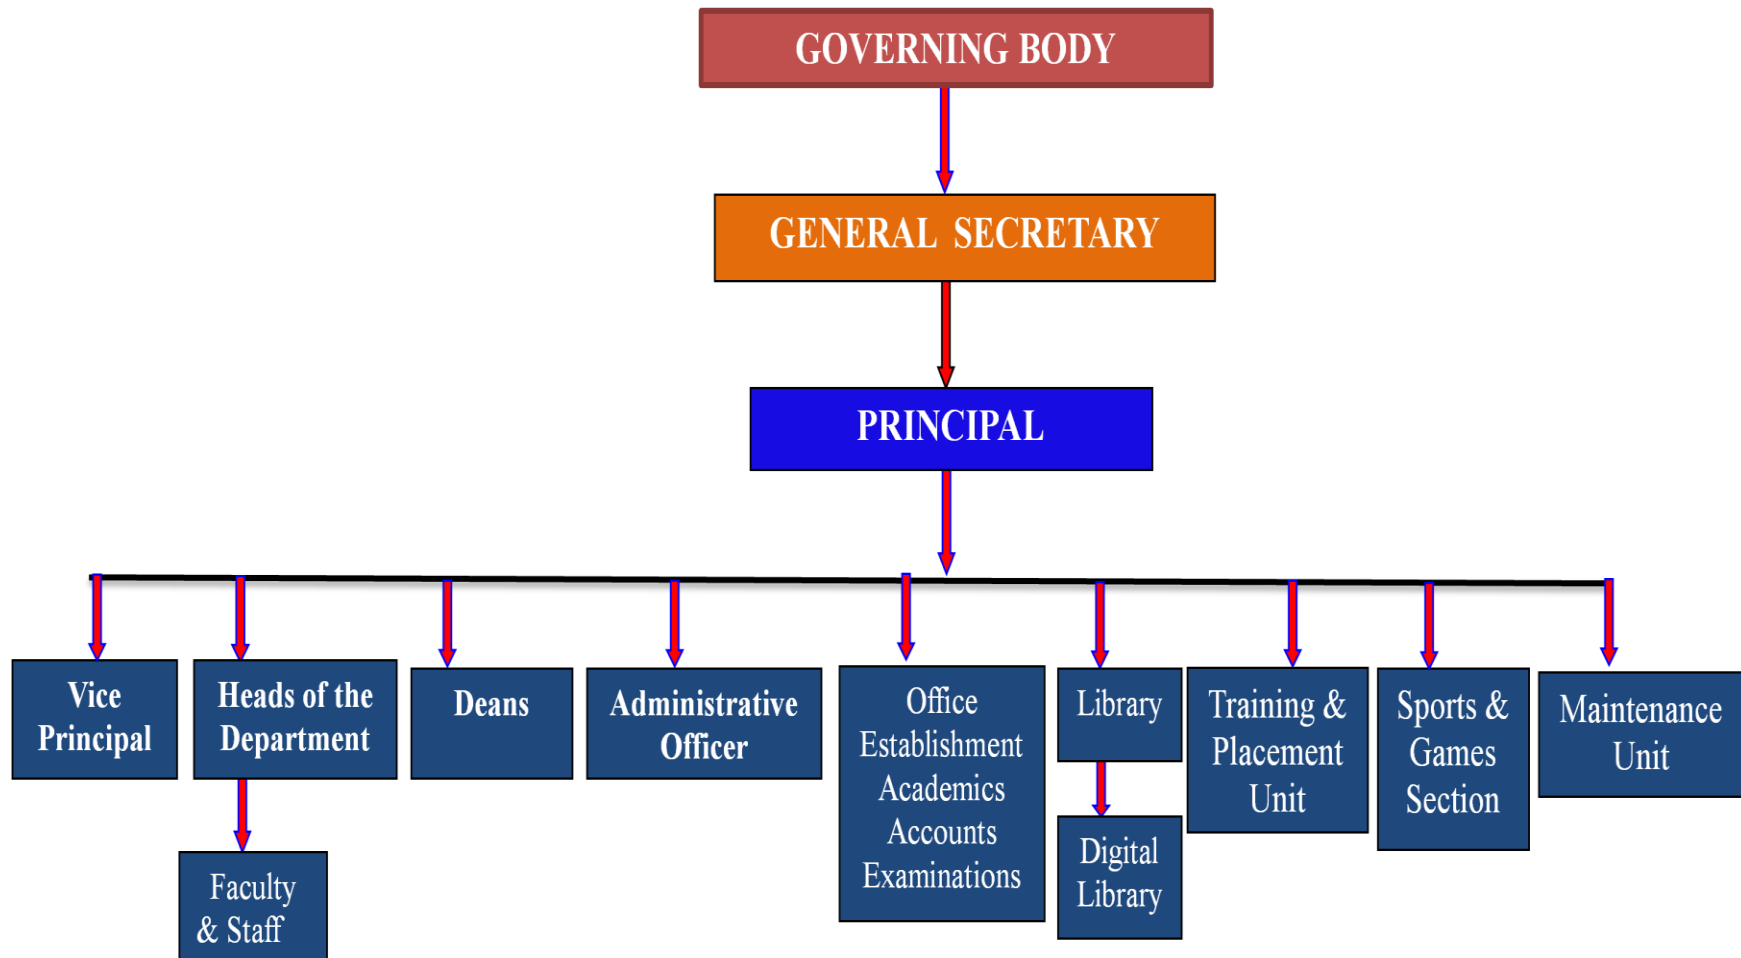 GOVERNING BODY
GENERAL SECRETARY
PRINCIPAL
Vice
Principal
Heads of the
Department
Deans
Administrative
Officer
Office
Establishment
Academics
Accounts
Examinations
Library
Training &
Placement
Unit
Sports &
Games
Section
Maintenance
Unit
Faculty
& Staff
Digital
Library